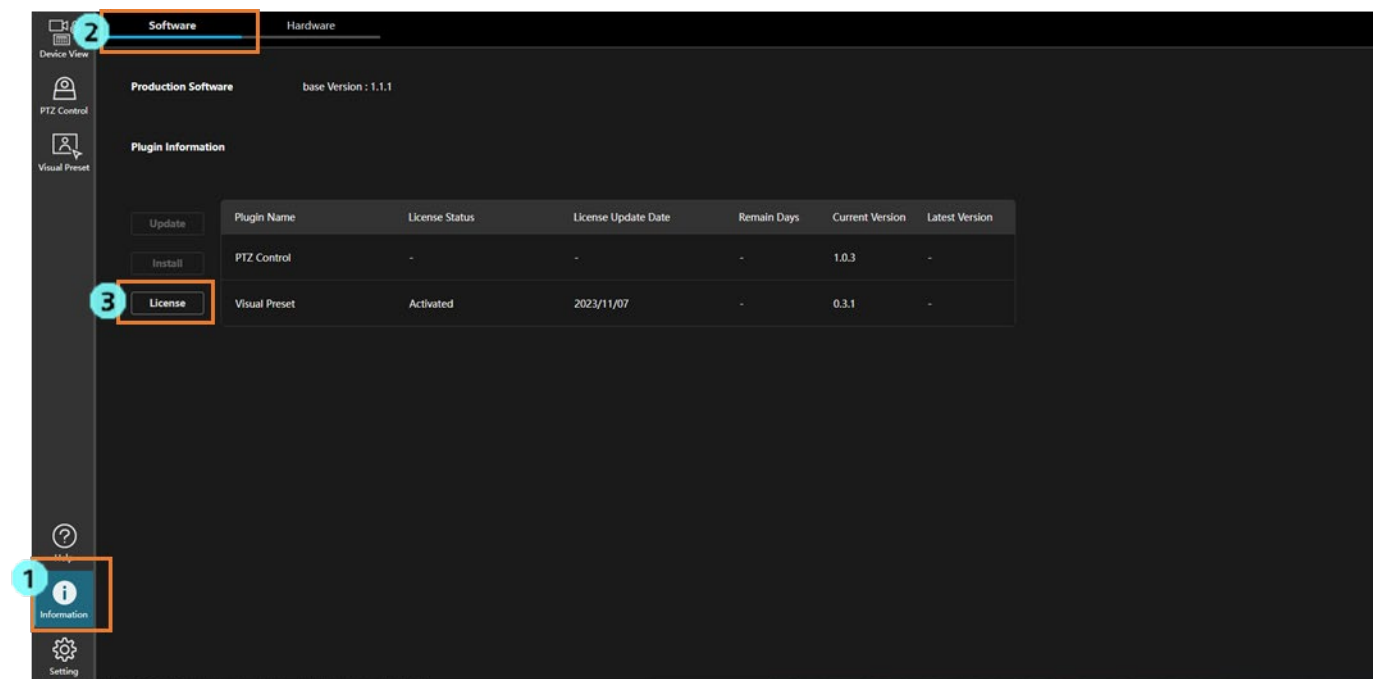 2 Software Hardware
Device View
Production Software base Version : 1.1.1
PTZ Control
Plugin Information
Visual Preset
Update Plugin Name License Status License Update Date Remain Days Current Version Latest Version
Install PTZ Control - - - 1.0.3 -
3 License Visual Preset Activated 2023/11/07 - 0.3.1 -
1
Information
Setting